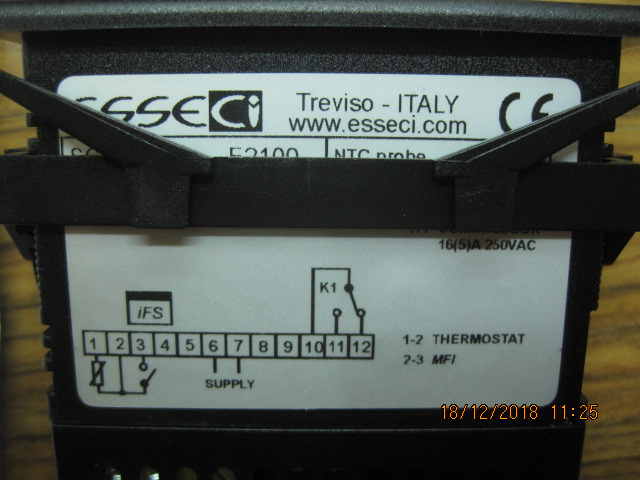 ESSECI
Treviso - ITALY
www.esseci.com
CE
NTC probe
16(5)A 250VAC
K1
iFS
1 2 3 4 5 6 7 8 9 10 11 12
SUPPLY
1-2 THERMOSTAT
2-3 MFI
18/12/2018 11:25